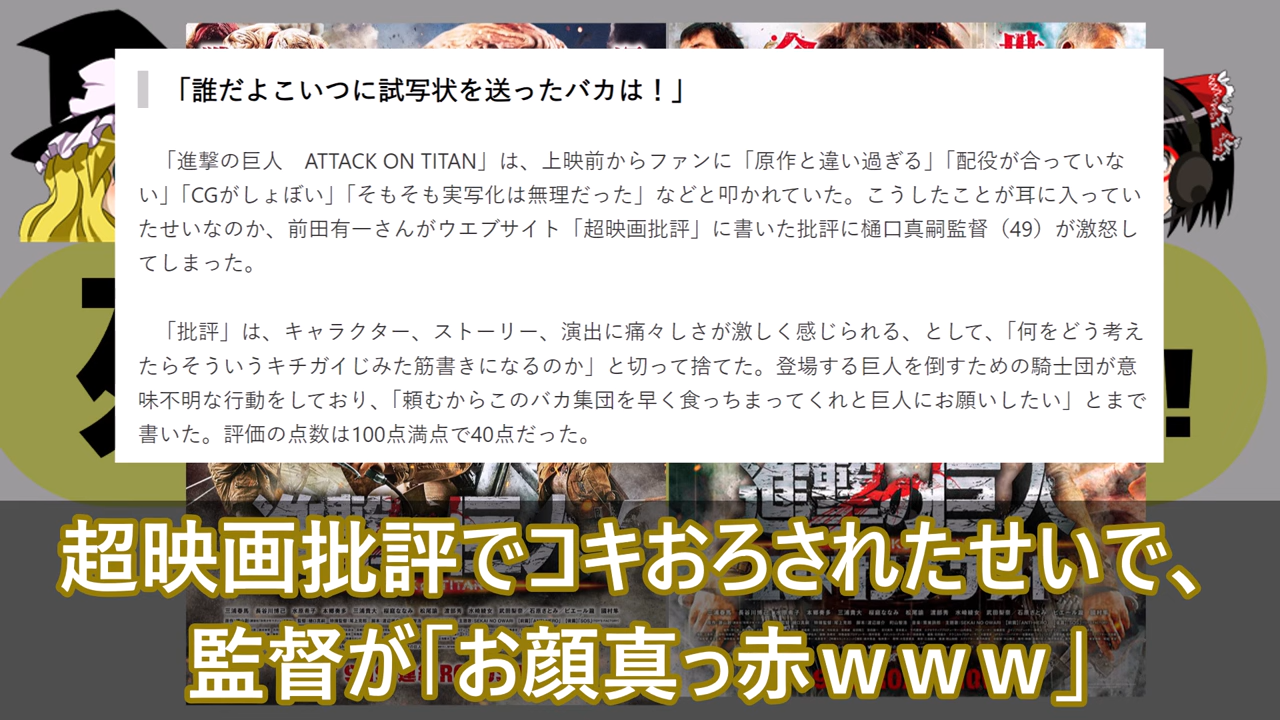 「誰だよこいつに試写状を送ったバカは！」
「進撃の巨人　ATTACK ON TITAN」は、上映前からファンに「原作と違い過ぎる」「配役が合っていな
い」「CGがしょぼい」「そもそも実写化は無理だった」などと叩かれていた。こうしたことが耳に入ってい
たせいなのか、前田有一さんがウエブサイト「超映画批評」に書いた批評に樋口真嗣監督（49）が激怒し
てしまった。
「批評」は、キャラクター、ストーリー、演出に痛々しさが激しく感じられる、として、「何をどう考え
たらそういうキチガイじみた筋書きになるのか」と切って捨てた。登場する巨人を倒すための騎士団が意
味不明な行動をしており、「頼むからこのバカ集団を早く食っちまってくれと巨人にお願いしたい」とまで
書いた。評価の点数は100点満点で40点だった。
進撃の巨人
進撃の巨人
超映画批評でコキおろされたせいで、
監督が「お顔真っ赤ｗｗｗ」